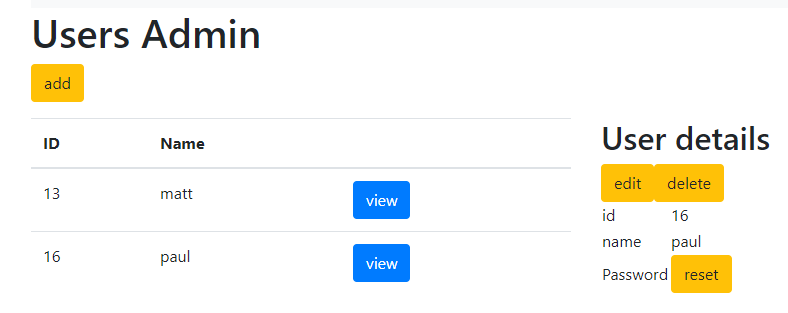 Users Admin
add
ID Name
13 matt view
16 paul view
User details
edit delete
id 16
name paul
Password reset